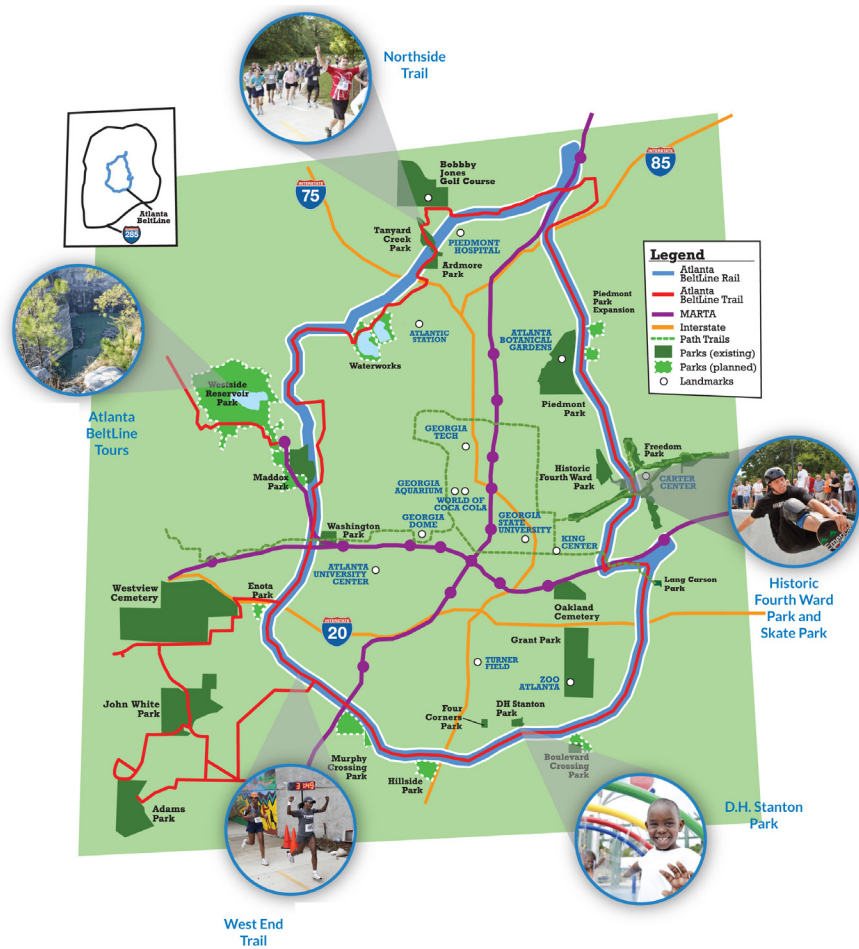 Northside
Trail
INTERSTATE
85
INTERSTATE
75
Bobbby
Jones
Golf Course
Atlanta
BeltLine
285
Tanyard
Creek
Park
PIEDMONT
HOSPITAL
Ardmore
Park
Legend
Atlanta
BeltLine Rail
Atlanta
BeltLine Trail
MARTA
Interstate
Path Trails
Parks (existing)
Parks (planned)
Landmarks
Piedmont
Park
Expansion
ATLANTIC
STATION
ATLANTA
BOTANICAL
GARDENS
Waterworks
Westside
Reservoir
Park
Piedmont
Park
Atlanta
BeltLine
Tours
GEORGIA
TECH
Freedom
Park
Historic
Fourth Ward
Park
CARTER
CENTER
Maddox
Park
GEORGIA
AQUARIUM
WORLD OF
COCA COLA
GEORGIA
DOME
GEORGIA
STATE
UNIVERSITY
Washington
Park
KING
CENTER
ATLANTA
UNIVERSITY
CENTER
Westview
Cemetery
Enota
Park
Lang Carson
Park
Historic
Fourth Ward
Park and
Skate Park
Oakland
Cemetery
INTERSTATE
20
Grant Park
TURNER
FIELD
ZOO
ATLANTA
John White
Park
Four
Corners
Park
DH Stanton
Park
Murphy
Crossing
Park
Boulevard
Crossing
Park
Hillside
Park
Adams
Park
D.H. Stanton
Park
West End
Trail